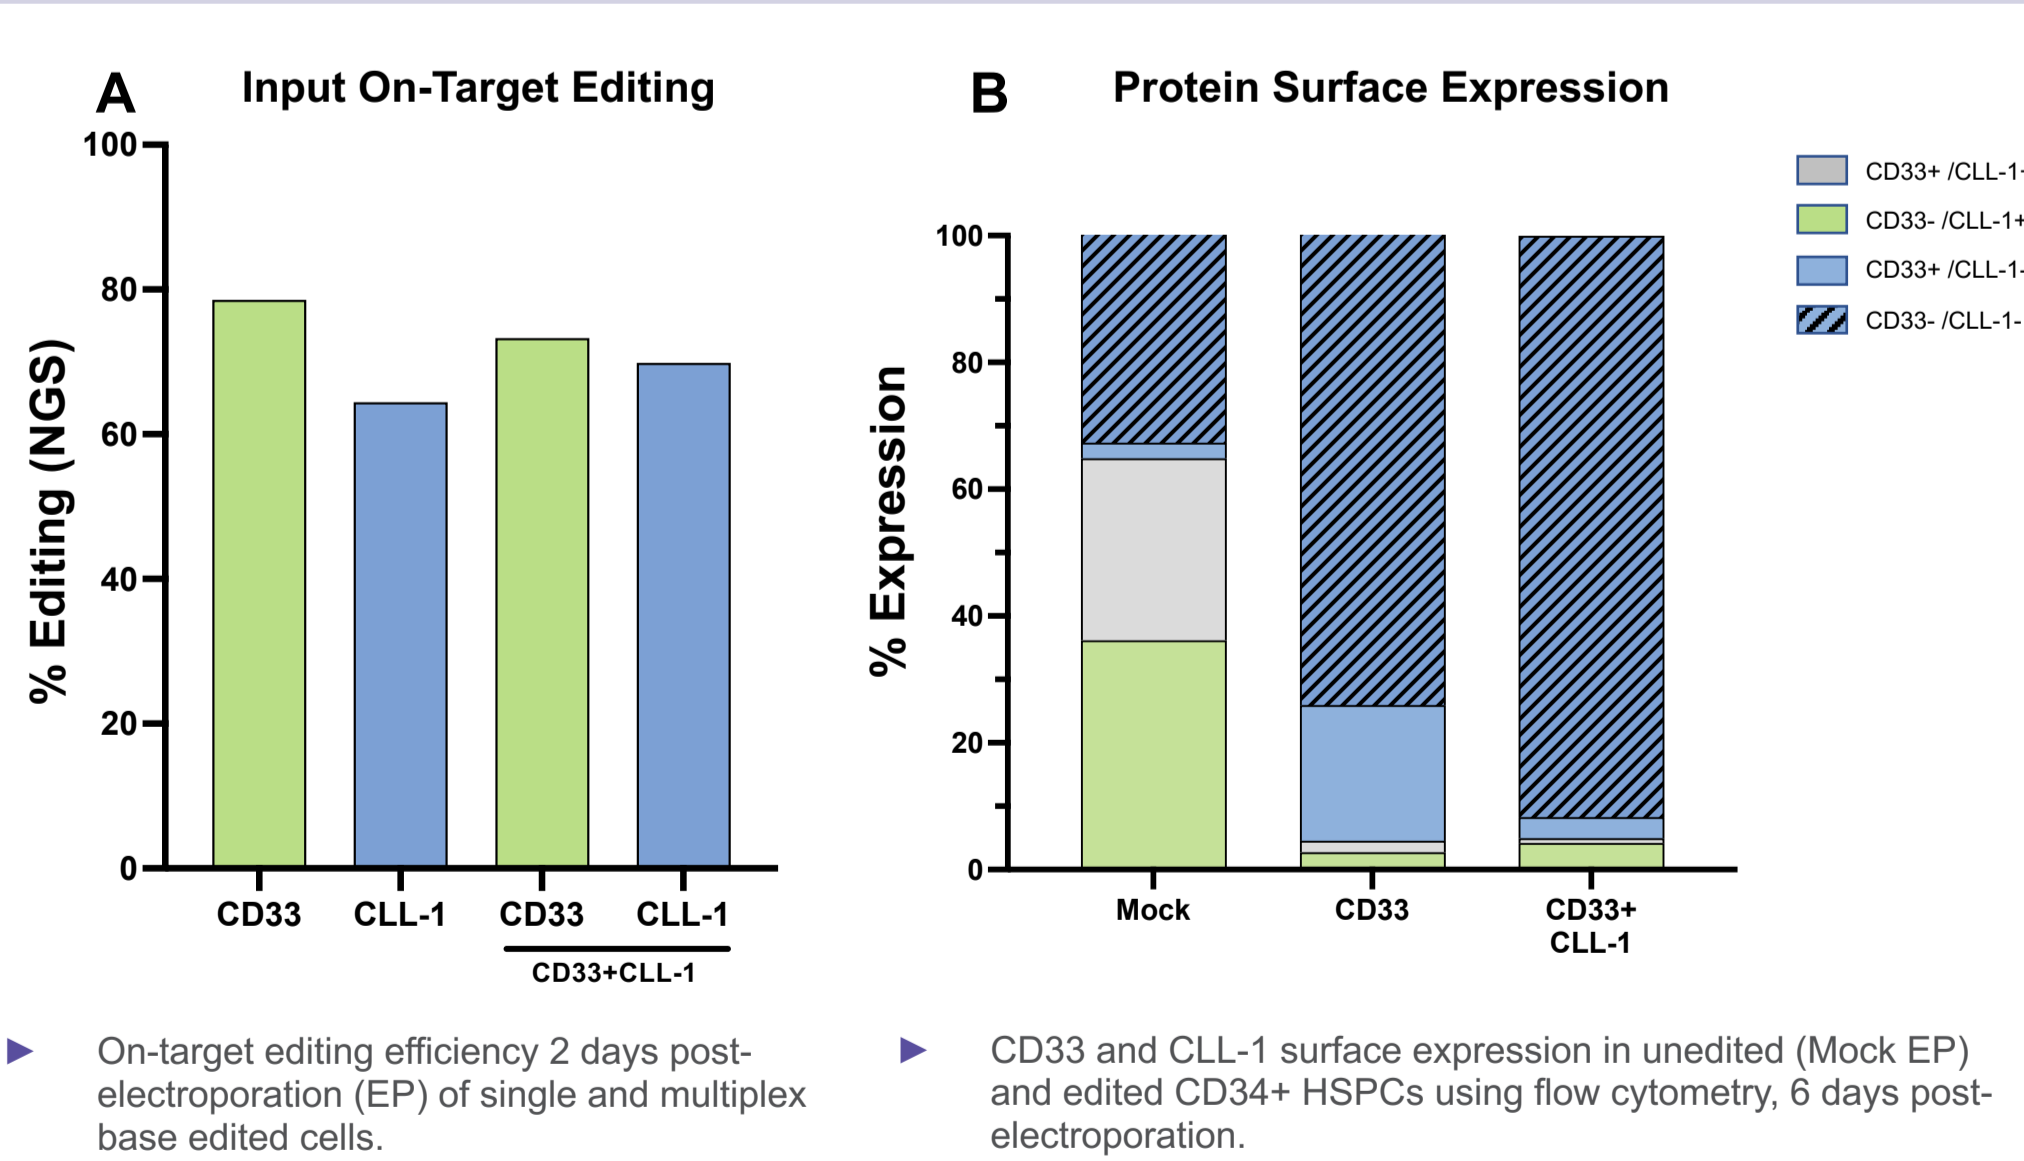 A Input On-Target Editing
% Editing (NGS)
100
80
60
40
20
0
CD33 CLL-1 CD33 CLL-1
CD33+CLL-1
B Protein Surface Expression
% Expression
100
80
60
40
20
0
Mock CD33 CD33+
CLL-1
CD33+ /CLL-1+
CD33- /CLL-1+
CD33+ /CLL-1-
CD33- /CLL-1-
► On-target editing efficiency 2 days post-
electroporation (EP) of single and multiplex
base edited cells.
► CD33 and CLL-1 surface expression in unedited (Mock EP)
and edited CD34+ HSPCs using flow cytometry, 6 days post-
electroporation.